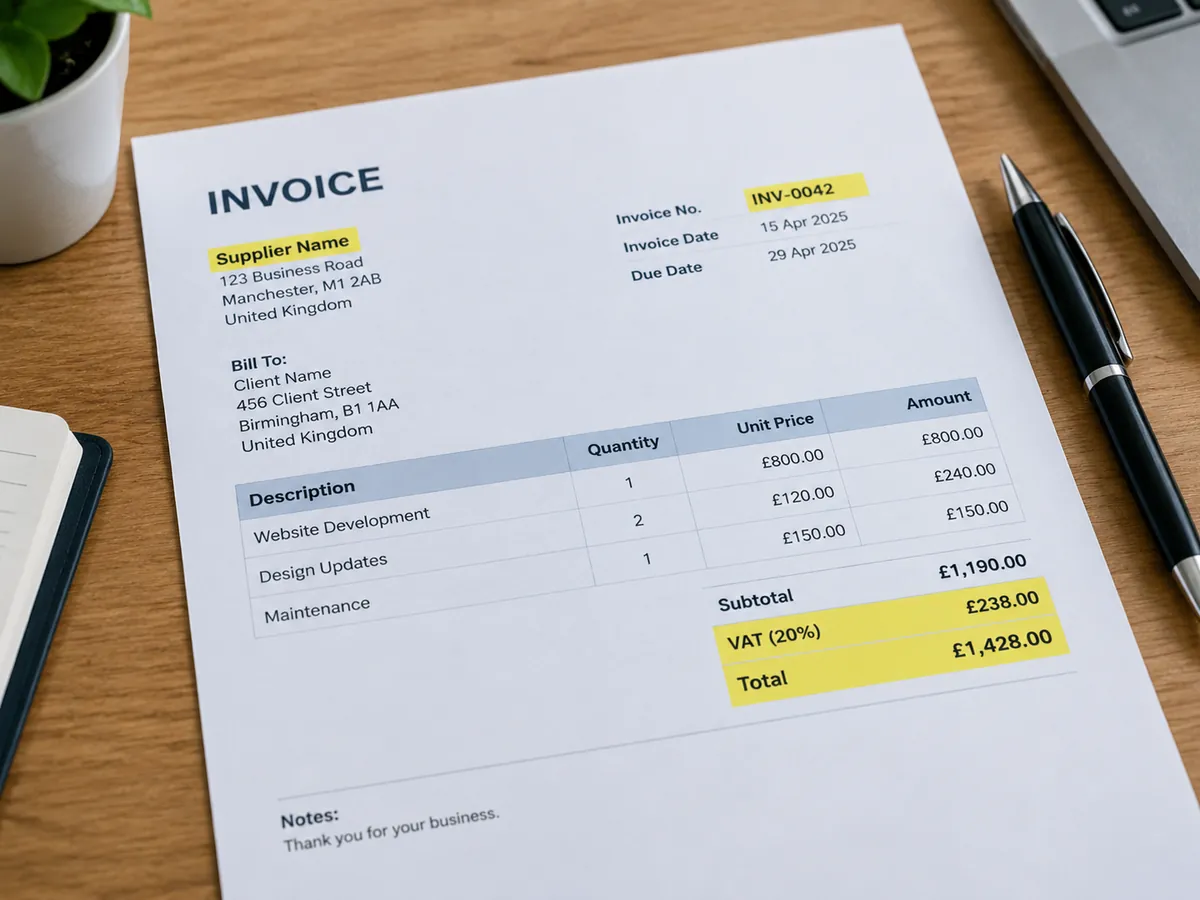 INVOICE
Supplier Name
123 Business Road
Manchester, M1 2AB
United Kingdom
Invoice No. INV-0042
Invoice Date 15 Apr 2025
Due Date 29 Apr 2025
Bill To:
Client Name
456 Client Street
Birmingham, B1 1AA
United Kingdom
Description Quantity Unit Price Amount
Website Development 1 £800.00 £800.00
Design Updates 2 £120.00 £240.00
Maintenance 1 £150.00 £150.00
Subtotal £1,190.00
VAT (20%) £238.00
Total £1,428.00
Notes:
Thank you for your business.